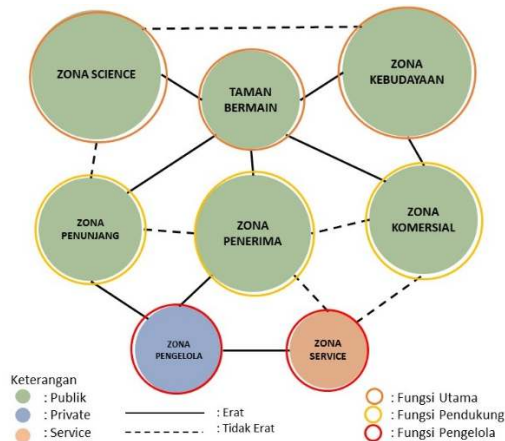 ZONA SCIENCE
TAMAN
BERMAIN
ZONA
KEBUDAYAAN
ZONA
PENUNJANG
ZONA
PENERIMA
ZONA
KOMERSIAL
ZONA
PENGELOLA
ZONA
SERVICE
Keterangan
: Publik
: Private
: Service
: Erat
: Tidak Erat
: Fungsi Utama
: Fungsi Pendukung
: Fungsi Pengelola